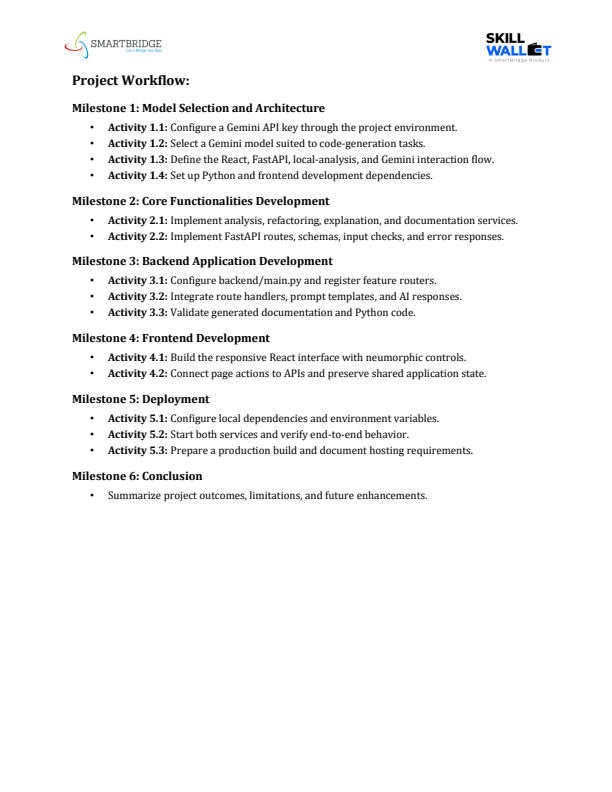 SMARTBRIDGE
Let's Bridge the Gap
SKILL
WALLET
A SmartBridge Product
Project Workflow:
Milestone 1: Model Selection and Architecture
• Activity 1.1: Configure a Gemini API key through the project environment.
• Activity 1.2: Select a Gemini model suited to code-generation tasks.
• Activity 1.3: Define the React, FastAPI, local-analysis, and Gemini interaction flow.
• Activity 1.4: Set up Python and frontend development dependencies.
Milestone 2: Core Functionalities Development
• Activity 2.1: Implement analysis, refactoring, explanation, and documentation services.
• Activity 2.2: Implement FastAPI routes, schemas, input checks, and error responses.
Milestone 3: Backend Application Development
• Activity 3.1: Configure backend/main.py and register feature routers.
• Activity 3.2: Integrate route handlers, prompt templates, and AI responses.
• Activity 3.3: Validate generated documentation and Python code.
Milestone 4: Frontend Development
• Activity 4.1: Build the responsive React interface with neumorphic controls.
• Activity 4.2: Connect page actions to APIs and preserve shared application state.
Milestone 5: Deployment
• Activity 5.1: Configure local dependencies and environment variables.
• Activity 5.2: Start both services and verify end-to-end behavior.
• Activity 5.3: Prepare a production build and document hosting requirements.
Milestone 6: Conclusion
• Summarize project outcomes, limitations, and future enhancements.